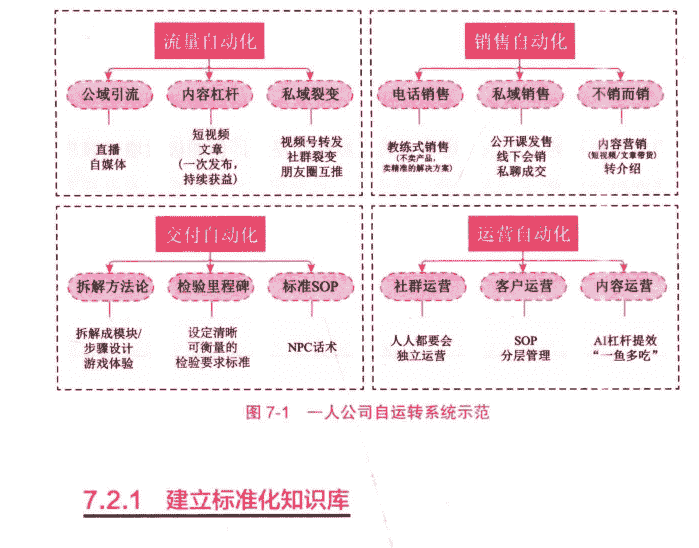 流量自动化
公域引流 内容杠杆 私域裂变
直播
自媒体
短视频
文章
(一次发布,
持续获益)
视频号转发
社群裂变
朋友圈互推
销售自动化
电话销售 私域销售 不销而销
教练式销售
(不卖产品,
卖精准的解决方案)
公开课发售
线下会销
私聊成交
内容营销
(短视频/文章带货)
转介绍
交付自动化
拆解方法论 检验里程碑 标准SOP
拆解成模块/
步骤设计
游戏体验
设定清晰
可衡量的
检验要求标准
NPC话术
运营自动化
社群运营 客户运营 内容运营
人人都要会
独立运营
SOP
分层管理
AI杠杆提效
“一鱼多吃”
图 7-1 一人公司自运转系统示范
7.2.1 建立标准化知识库